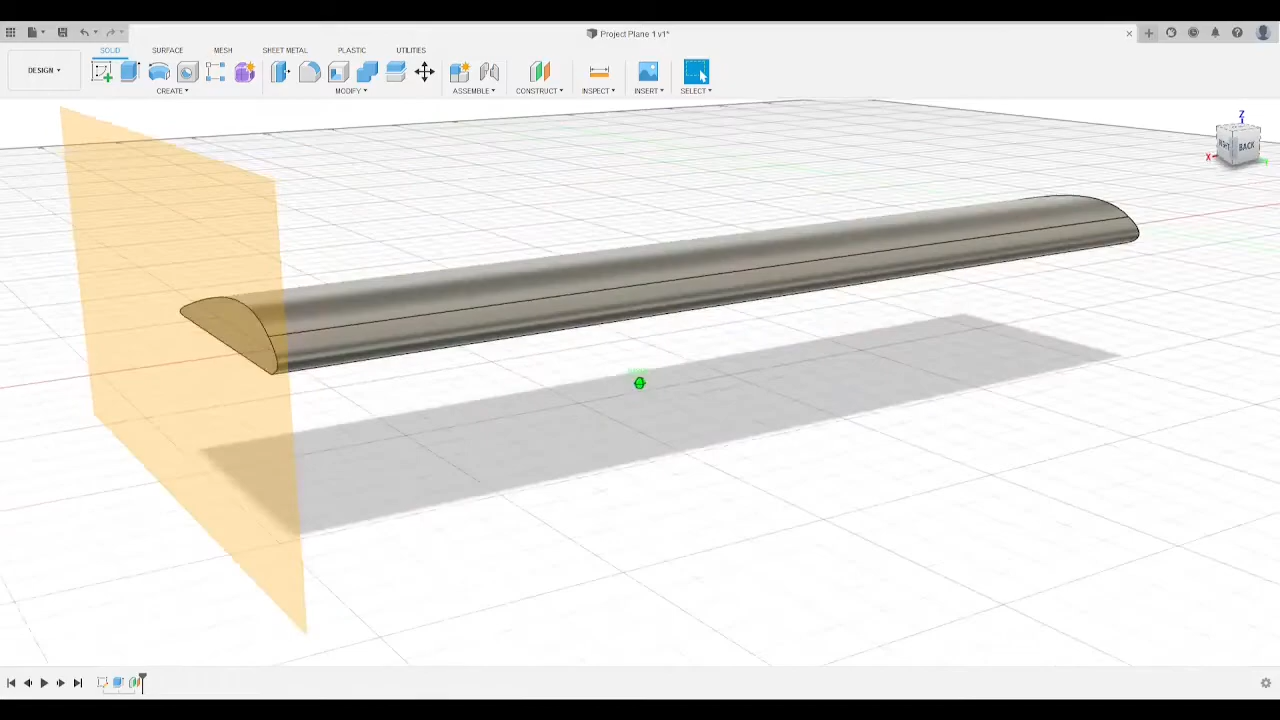 Project Plane 1 v1*
SOLID SURFACE MESH SHEET METAL PLASTIC UTILITIES
DESIGN
CREATE MODIFY ASSEMBLE CONSTRUCT INSPECT INSERT SELECT
Z
BACK
X